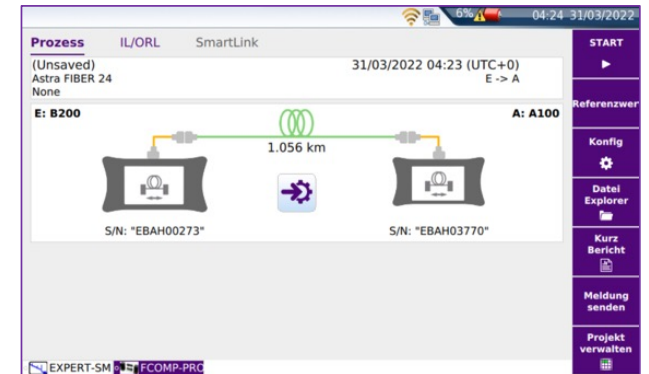 6% 04:24 31/03/2022
Prozess IL/ORL SmartLink
START
(Unsaved) 31/03/2022 04:23 (UTC+0)
Astra FIBER 24 E -> A
None
Referenzwer
E: B200 A: A100
1.056 km
Konfig
Datei
Explorer
S/N: "EBAH00273" S/N: "EBAH03770"
Kurz
Bericht
Meldung
senden
Projekt
verwalten
EXPERT-SM FCOMP-PRO